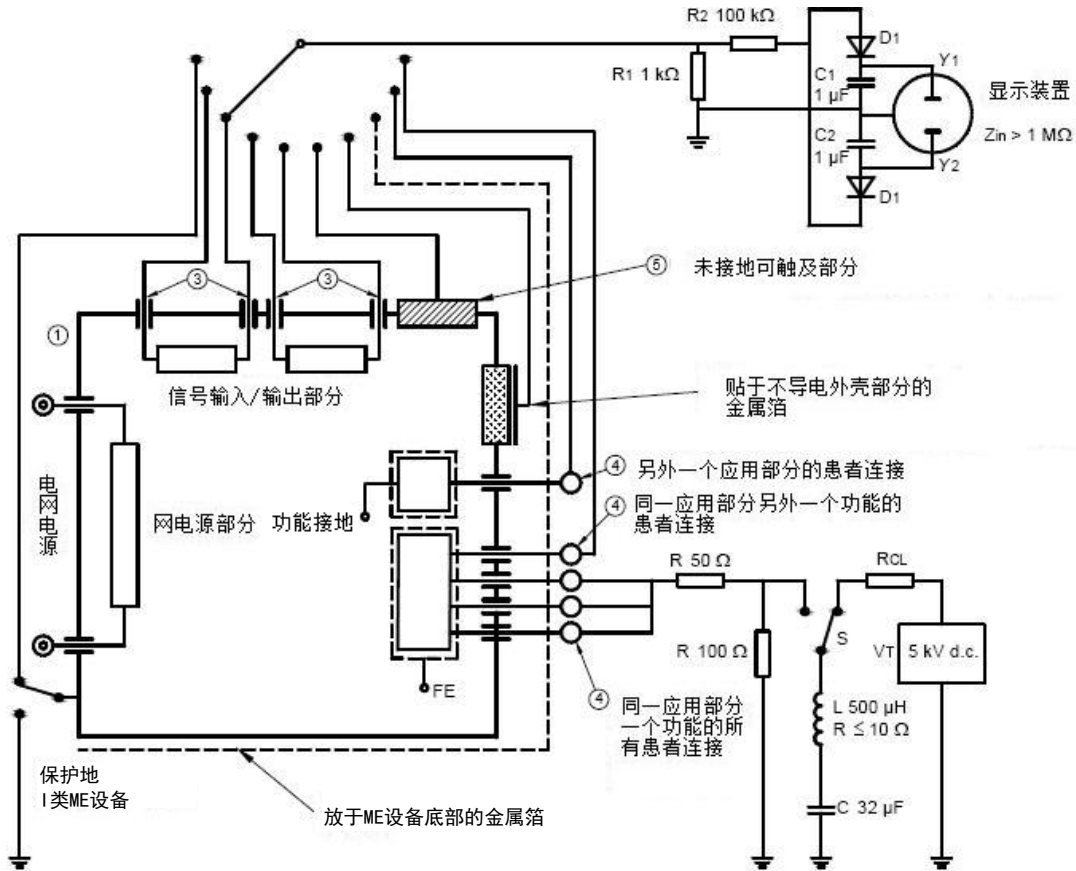 R2 100 kΩ
D1
R1 1 kΩ
C1
1 μF
Y1
显示装置
C2
1 μF
Zin > 1 MΩ
Y2
D1
⑤ 未接地可触及部分
③
③
①
信号输入/输出部分
贴于不导电外壳部分的
金属箔
电网电源
网电源部分
功能接地
④ 另外一个应用部分的患者连接
④ 同一应用部分另外一个功能的
患者连接
R 50 Ω
RCL
S
R 100 Ω
VT
5 kV d.c.
FE
④
同一应用部分
一个功能的所
有患者连接
L 500 μH
R ≤ 10 Ω
C 32 μF
保护地
I类ME设备
放于ME设备底部的金属箔